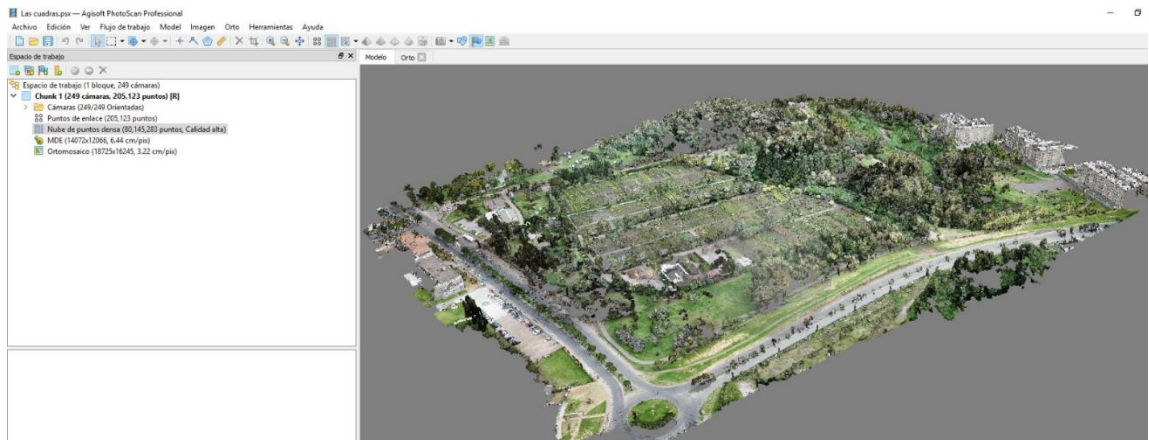 Las cuadras.psx — Agisoft PhotoScan Professional
Archivo Edición Ver Flujo de trabajo Model Imagen Orto Herramientas Ayuda
Espacio de trabajo
Modelo Orto
Espacio de trabajo (1 bloque, 249 cámaras)
Chunk 1 (249 cámaras, 205,123 puntos) [R]
Cámaras (249/249 Orientadas)
Puntos de enlace (205,123 puntos)
Nube de puntos densa (80,145,283 puntos, Calidad alta)
MDE (14072x12066, 6.44 cm/pix)
Ortomosaico (18725x16245, 3.22 cm/pix)